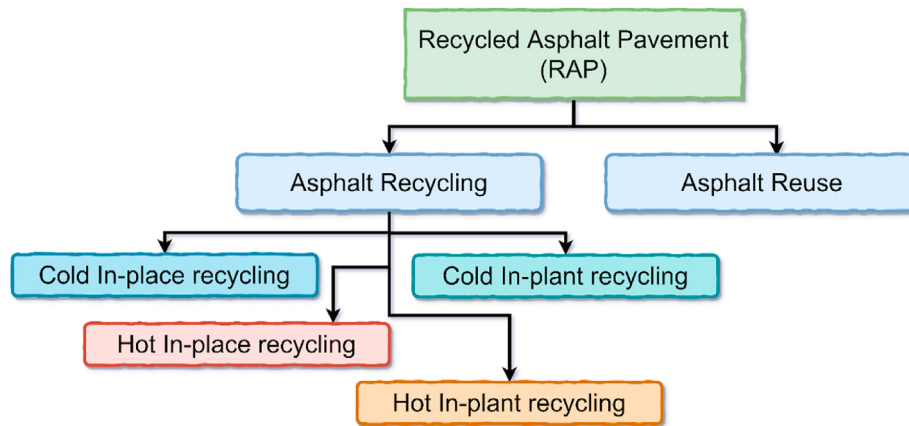 Recycled Asphalt Pavement
(RAP)
Asphalt Recycling
Asphalt Reuse
Cold In-place recycling
Cold In-plant recycling
Hot In-place recycling
Hot In-plant recycling